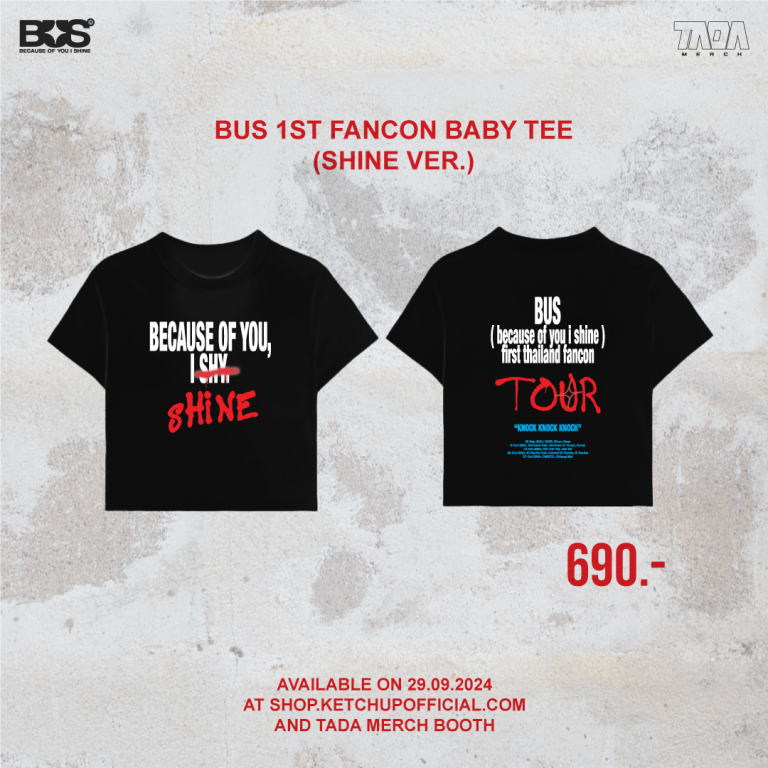 BUS
BECAUSE OF YOU I SHINE
TADA
MERCH
BUS 1ST FANCON BABY TEE
(SHINE VER.)
BECAUSE OF YOU,
I SHY
SHiNE
BUS
( because of you i shine )
first thailand fancon
TOUR
“KNOCK KNOCK KNOCK”
690.-
AVAILABLE ON 29.09.2024
AT SHOP.KETCHUPOFFICIAL.COM
AND TADA MERCH BOOTH